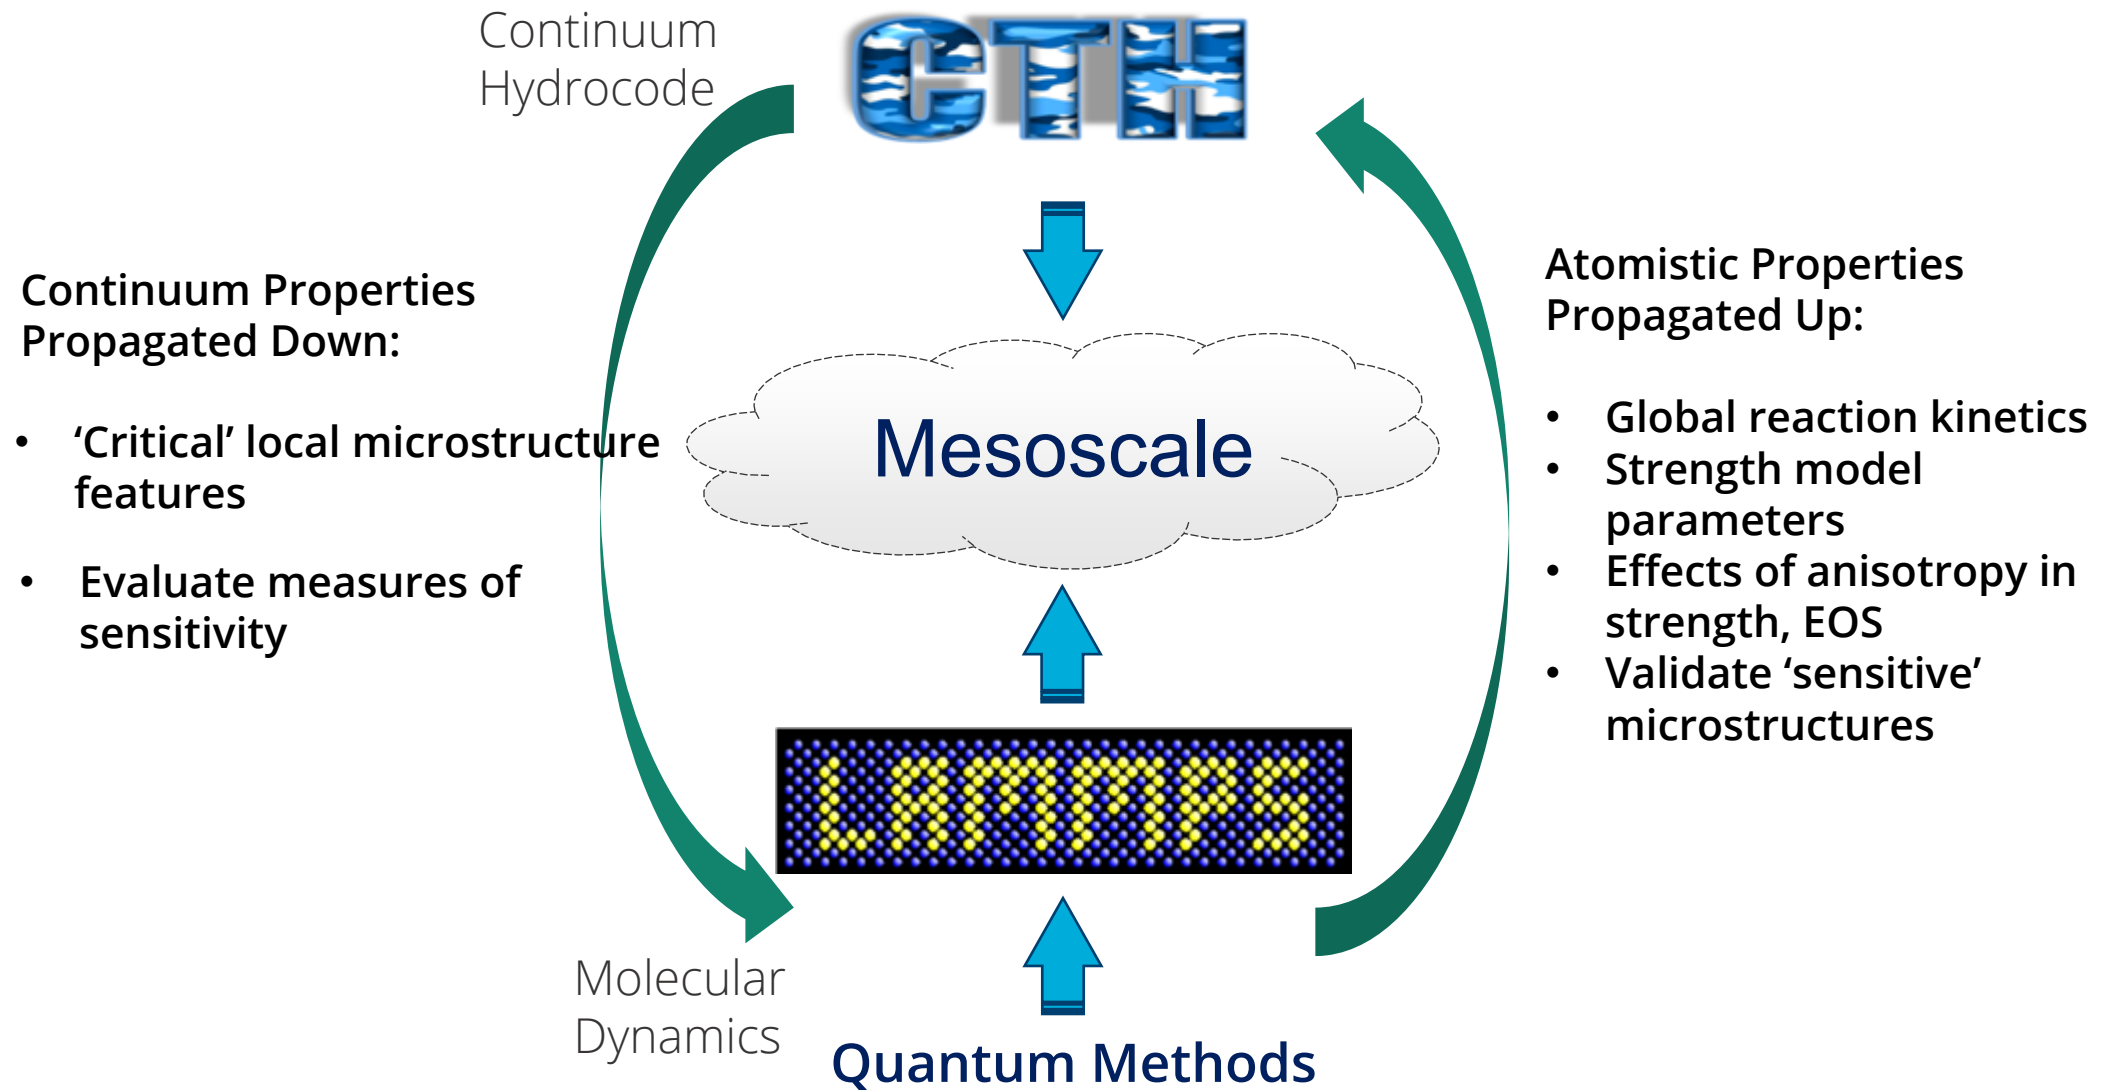 Continuum
Hydrocode
CTH
Continuum Properties
Propagated Down:
• ‘Critical’ local microstructure
features
• Evaluate measures of
sensitivity
Mesoscale
Atomistic Properties
Propagated Up:
• Global reaction kinetics
• Strength model
parameters
• Effects of anisotropy in
strength, EOS
• Validate ‘sensitive’
microstructures
LAMMPS
Molecular
Dynamics
Quantum Methods